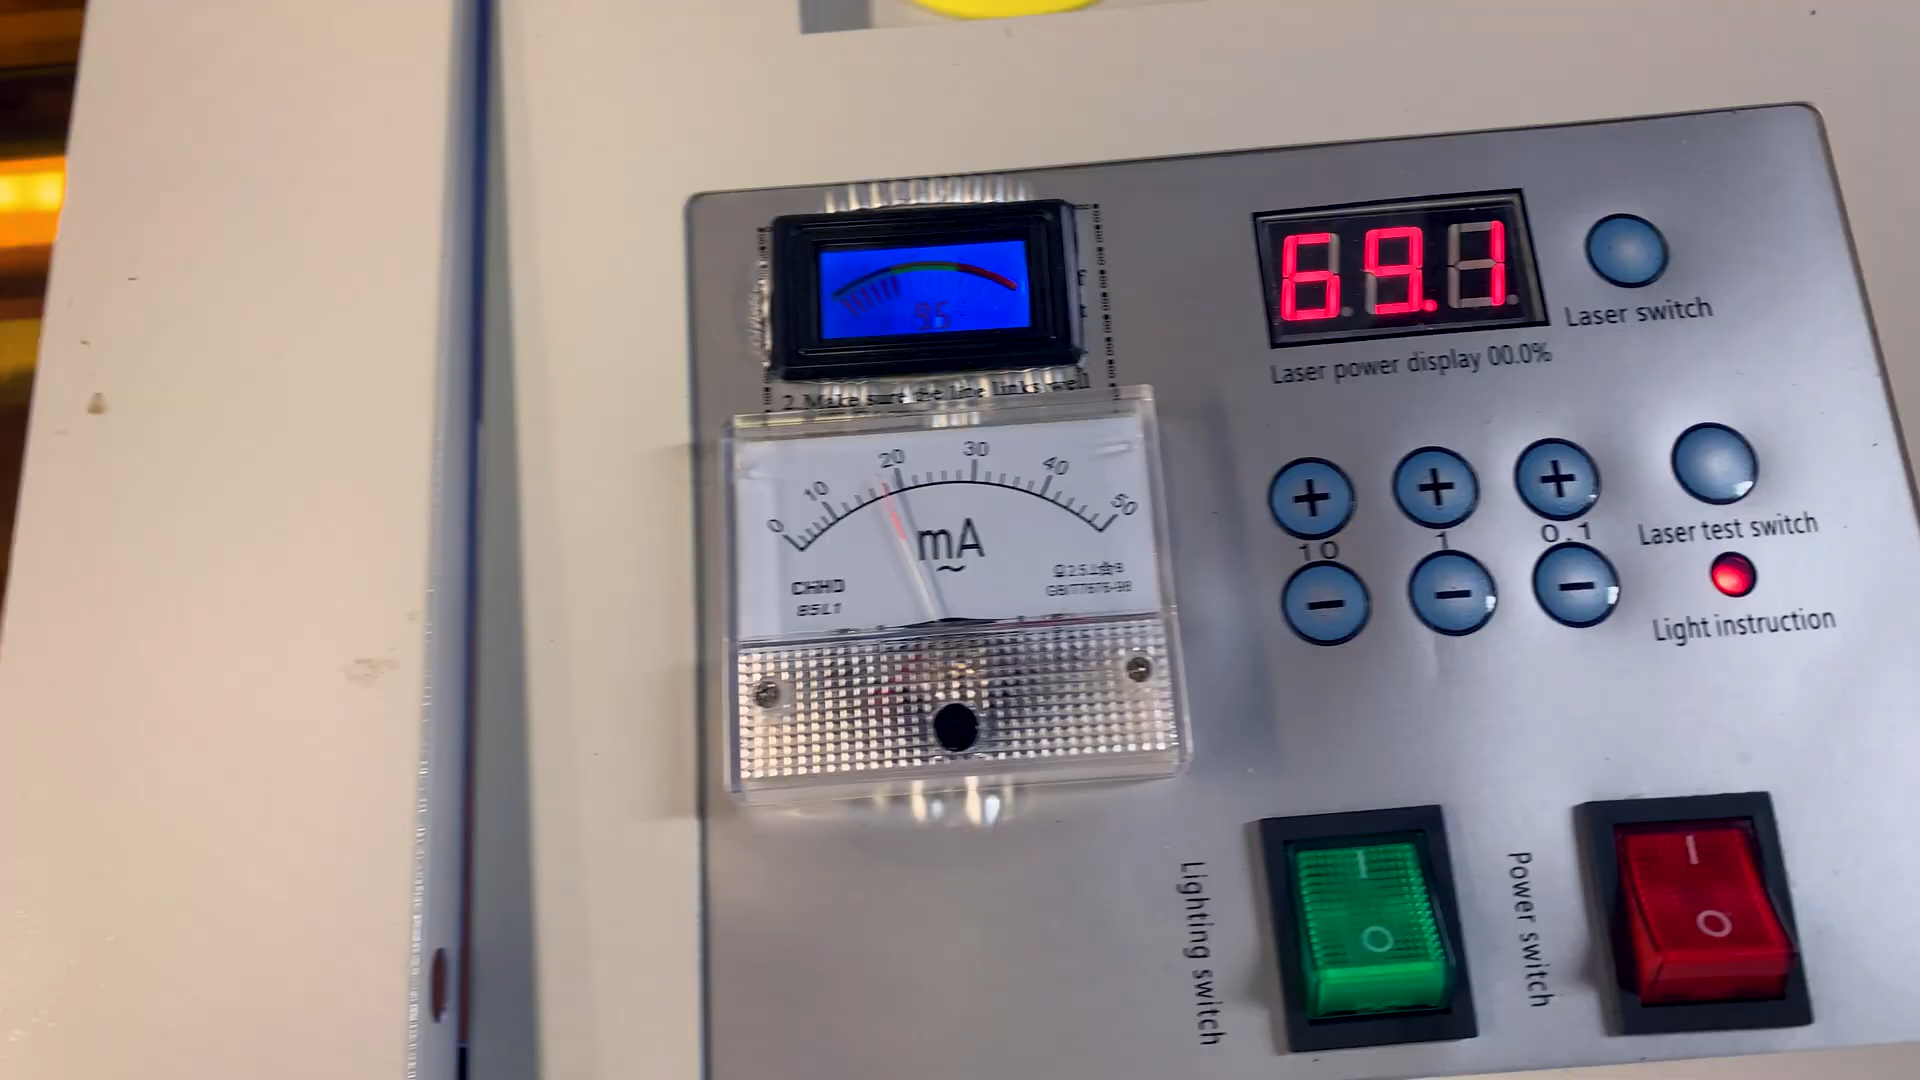 69.1
Laser switch
Laser power display 00.0%
2 Make sure the line links well
0 10 20 30 40 50
mA
CHHD
85L1
+ + +
10 1 0.1
- - -
Laser test switch
Light instruction
Lighting switch
Power switch
I
O
I
O